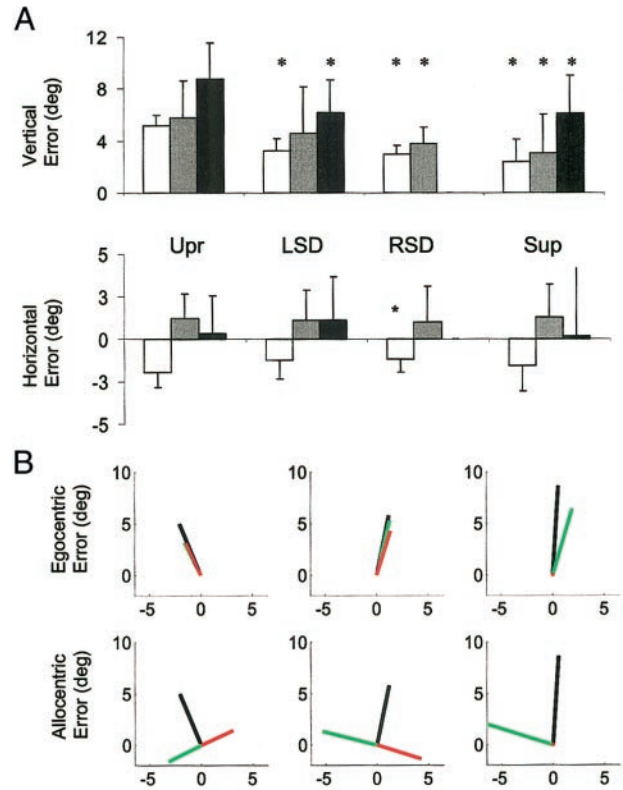 A
Vertical
Error (deg)
12
8
4
0
* * * * * * *
Upr LSD RSD Sup
Horizontal
Error (deg)
5
3
0
-3
-5
*
B
Egocentric
Error (deg)
10
5
0
-5 0 5
10
5
0
-5 0 5
10
5
0
-5 0 5
Allocentric
Error (deg)
10
5
0
-5 0 5
10
5
0
-5 0 5
10
5
0
-5 0 5